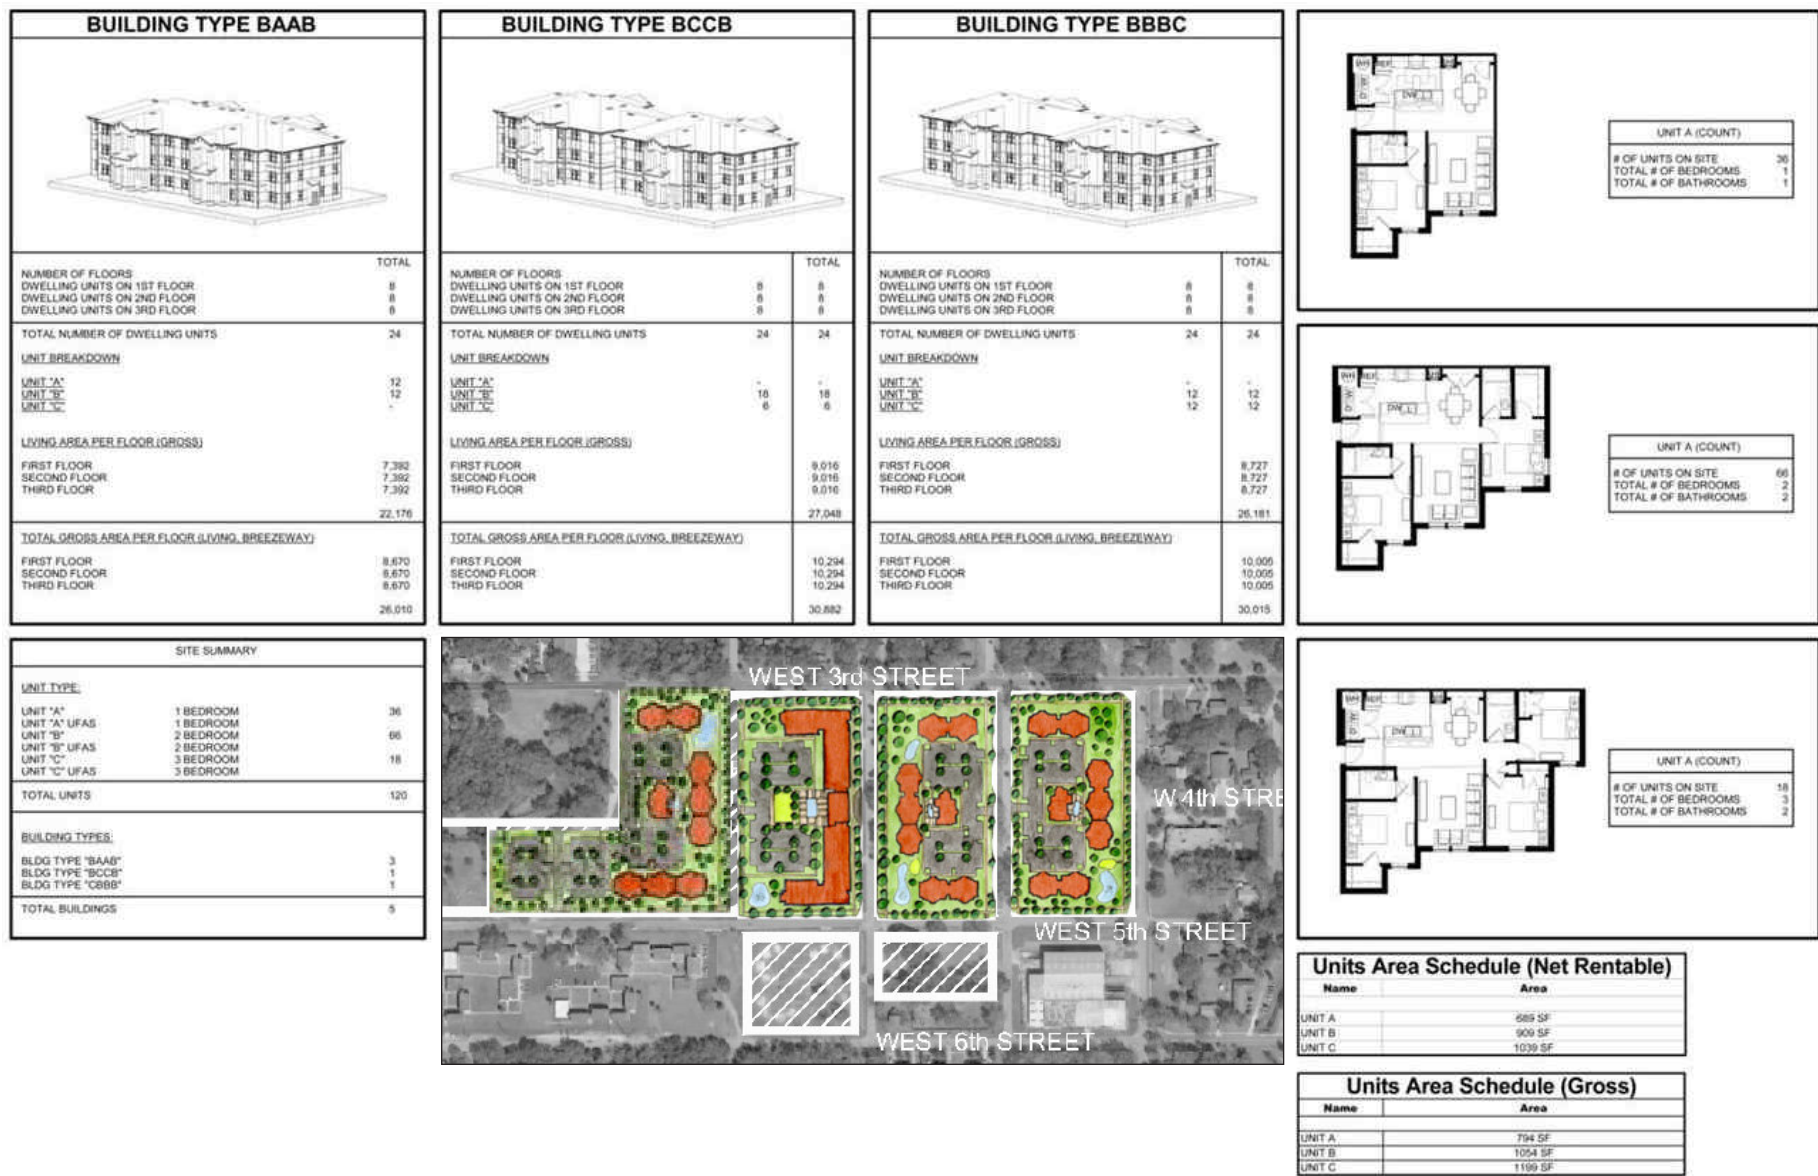 BUILDING TYPE BAAB
TOTAL
NUMBER OF FLOORS
DWELLING UNITS ON 1ST FLOOR 8
DWELLING UNITS ON 2ND FLOOR 8
DWELLING UNITS ON 3RD FLOOR 8
TOTAL NUMBER OF DWELLING UNITS 24
UNIT BREAKDOWN
UNIT "A" 12
UNIT "B" 12
UNIT "C" -
LIVING AREA PER FLOOR (GROSS)
FIRST FLOOR 7,392
SECOND FLOOR 7,392
THIRD FLOOR 7,392
22,176
TOTAL GROSS AREA PER FLOOR (LIVING, BREEZEWAY)
FIRST FLOOR 8,670
SECOND FLOOR 8,670
THIRD FLOOR 8,670
26,010
BUILDING TYPE BCCB
TOTAL
NUMBER OF FLOORS
DWELLING UNITS ON 1ST FLOOR 8 8
DWELLING UNITS ON 2ND FLOOR 8 8
DWELLING UNITS ON 3RD FLOOR 8 8
TOTAL NUMBER OF DWELLING UNITS 24 24
UNIT BREAKDOWN
UNIT "A" - -
UNIT "B" 18 18
UNIT "C" 6 6
LIVING AREA PER FLOOR (GROSS)
FIRST FLOOR 9,016
SECOND FLOOR 9,016
THIRD FLOOR 9,016
27,048
TOTAL GROSS AREA PER FLOOR (LIVING, BREEZEWAY)
FIRST FLOOR 10,294
SECOND FLOOR 10,294
THIRD FLOOR 10,294
30,882
BUILDING TYPE BBBC
TOTAL
NUMBER OF FLOORS
DWELLING UNITS ON 1ST FLOOR 8 8
DWELLING UNITS ON 2ND FLOOR 8 8
DWELLING UNITS ON 3RD FLOOR 8 8
TOTAL NUMBER OF DWELLING UNITS 24 24
UNIT BREAKDOWN
UNIT "A" - -
UNIT "B" 12 12
UNIT "C" 12 12
LIVING AREA PER FLOOR (GROSS)
FIRST FLOOR 8,727
SECOND FLOOR 8,727
THIRD FLOOR 8,727
26,181
TOTAL GROSS AREA PER FLOOR (LIVING, BREEZEWAY)
FIRST FLOOR 10,005
SECOND FLOOR 10,005
THIRD FLOOR 10,005
30,015
WH REF
D W
DW
UNIT A (COUNT)
# OF UNITS ON SITE 36
TOTAL # OF BEDROOMS 1
TOTAL # OF BATHROOMS 1
WH REF
D W
DW
UNIT A (COUNT)
# OF UNITS ON SITE 66
TOTAL # OF BEDROOMS 2
TOTAL # OF BATHROOMS 2
WH REF
D W
DW
UNIT A (COUNT)
# OF UNITS ON SITE 18
TOTAL # OF BEDROOMS 3
TOTAL # OF BATHROOMS 2
SITE SUMMARY
UNIT TYPE:
UNIT "A" 1 BEDROOM 36
UNIT "A" UFAS 1 BEDROOM
UNIT "B" 2 BEDROOM 66
UNIT "B" UFAS 2 BEDROOM
UNIT "C" 3 BEDROOM 18
UNIT "C" UFAS 3 BEDROOM
TOTAL UNITS 120
BUILDING TYPES:
BLDG TYPE "BAAB" 3
BLDG TYPE "BCCB" 1
BLDG TYPE "CBBB" 1
TOTAL BUILDINGS 5
WEST 3rd STREET
W 4th STRE
WEST 5th STREET
WEST 6th STREET
Units Area Schedule (Net Rentable)
Name Area
UNIT A 689 SF
UNIT B 909 SF
UNIT C 1039 SF
Units Area Schedule (Gross)
Name Area
UNIT A 794 SF
UNIT B 1054 SF
UNIT C 1199 SF